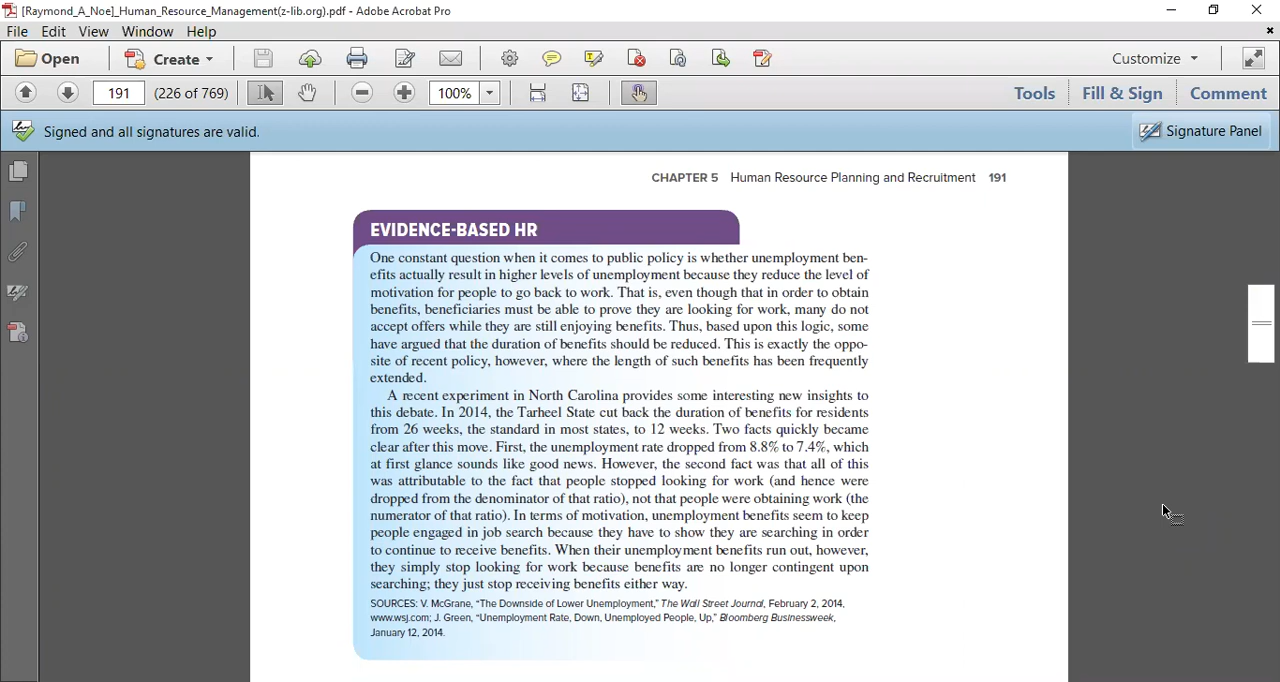 [Raymond_A_Noe]_Human_Resource_Management(z-lib.org).pdf - Adobe Acrobat Pro
File Edit View Window Help
Open Create Customize
191 (226 of 769) 100% Tools Fill & Sign Comment
Signed and all signatures are valid. Signature Panel
CHAPTER 5 Human Resource Planning and Recruitment 191
EVIDENCE-BASED HR
One constant question when it comes to public policy is whether unemployment ben-
efits actually result in higher levels of unemployment because they reduce the level of
motivation for people to go back to work. That is, even though that in order to obtain
benefits, beneficiaries must be able to prove they are looking for work, many do not
accept offers while they are still enjoying benefits. Thus, based upon this logic, some
have argued that the duration of benefits should be reduced. This is exactly the oppo-
site of recent policy, however, where the length of such benefits has been frequently
extended.
A recent experiment in North Carolina provides some interesting new insights to
this debate. In 2014, the Tarheel State cut back the duration of benefits for residents
from 26 weeks, the standard in most states, to 12 weeks. Two facts quickly became
clear after this move. First, the unemployment rate dropped from 8.8% to 7.4%, which
at first glance sounds like good news. However, the second fact was that all of this
was attributable to the fact that people stopped looking for work (and hence were
dropped from the denominator of that ratio), not that people were obtaining work (the
numerator of that ratio). In terms of motivation, unemployment benefits seem to keep
people engaged in job search because they have to show they are searching in order
to continue to receive benefits. When their unemployment benefits run out, however,
they simply stop looking for work because benefits are no longer contingent upon
searching; they just stop receiving benefits either way.
SOURCES: V. McGrane, "The Downside of Lower Unemployment," The Wall Street Journal, February 2, 2014,
www.wsj.com; J. Green, "Unemployment Rate, Down, Unemployed People, Up," Bloomberg Businessweek,
January 12, 2014.